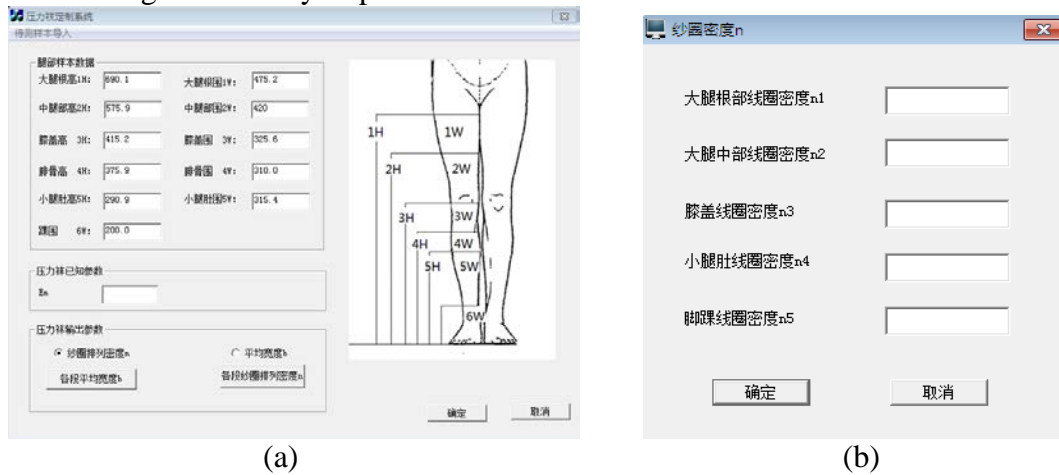 压力袜定制系统
待测样本导入
腿部样本数据
大腿根高1H: 690.1 大腿根围1W: 475.2
中腿部高2H: 575.9 中腿部围2W: 420
膝盖高 3H: 415.2 膝盖围 3W: 325.6
腓骨高 4H: 375.9 腓骨围 4W: 310.0
小腿肚高5H: 290.9 小腿肚围5W: 315.4
踝围 6W: 200.0
压力袜已知参数
En
压力袜输出参数
纱圈排列密度n 平均宽度b
各段平均宽度b 各段纱圈排列密度n
确定 取消
1H 1W
2H 2W
3H 3W
4H 4W
5H 5W
6W
(a)
纱圈密度n
大腿根部线圈密度n1
大腿中部线圈密度n2
膝盖线圈密度n3
小腿肚线圈密度n4
脚踝线圈密度n5
确定 取消
(b)